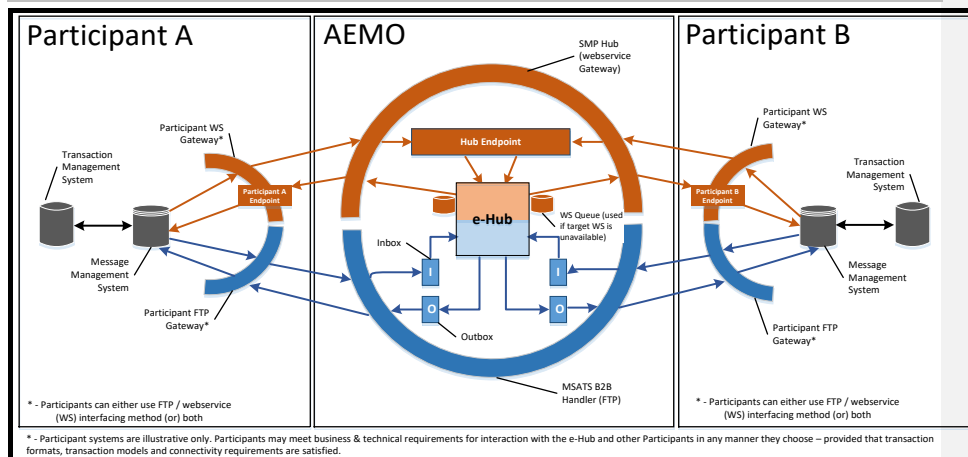 Participant A
AEMO
Participant B
SMP Hub
(webservice
Gateway)
Participant WS
Gateway*
Participant WS
Gateway*
Hub Endpoint
Transaction
Management
System
Transaction
Management
System
Participant A
Endpoint
Participant B
Endpoint
e-Hub
WS Queue (used
if target WS is
unavailable)
Inbox
I
I
Message
Management
System
Message
Management
System
O
O
Participant FTP
Gateway*
Outbox
Participant FTP
Gateway*
MSATS B2B
Handler (FTP)
* - Participants can either use FTP / webservice
(WS) interfacing method (or) both
* - Participants can either use FTP / webservice
(WS) interfacing method (or) both
* - Participant systems are illustrative only. Participants may meet business & technical requirements for interaction with the e-Hub and other Participants in any manner they choose – provided that transaction
formats, transaction models and connectivity requirements are satisfied.